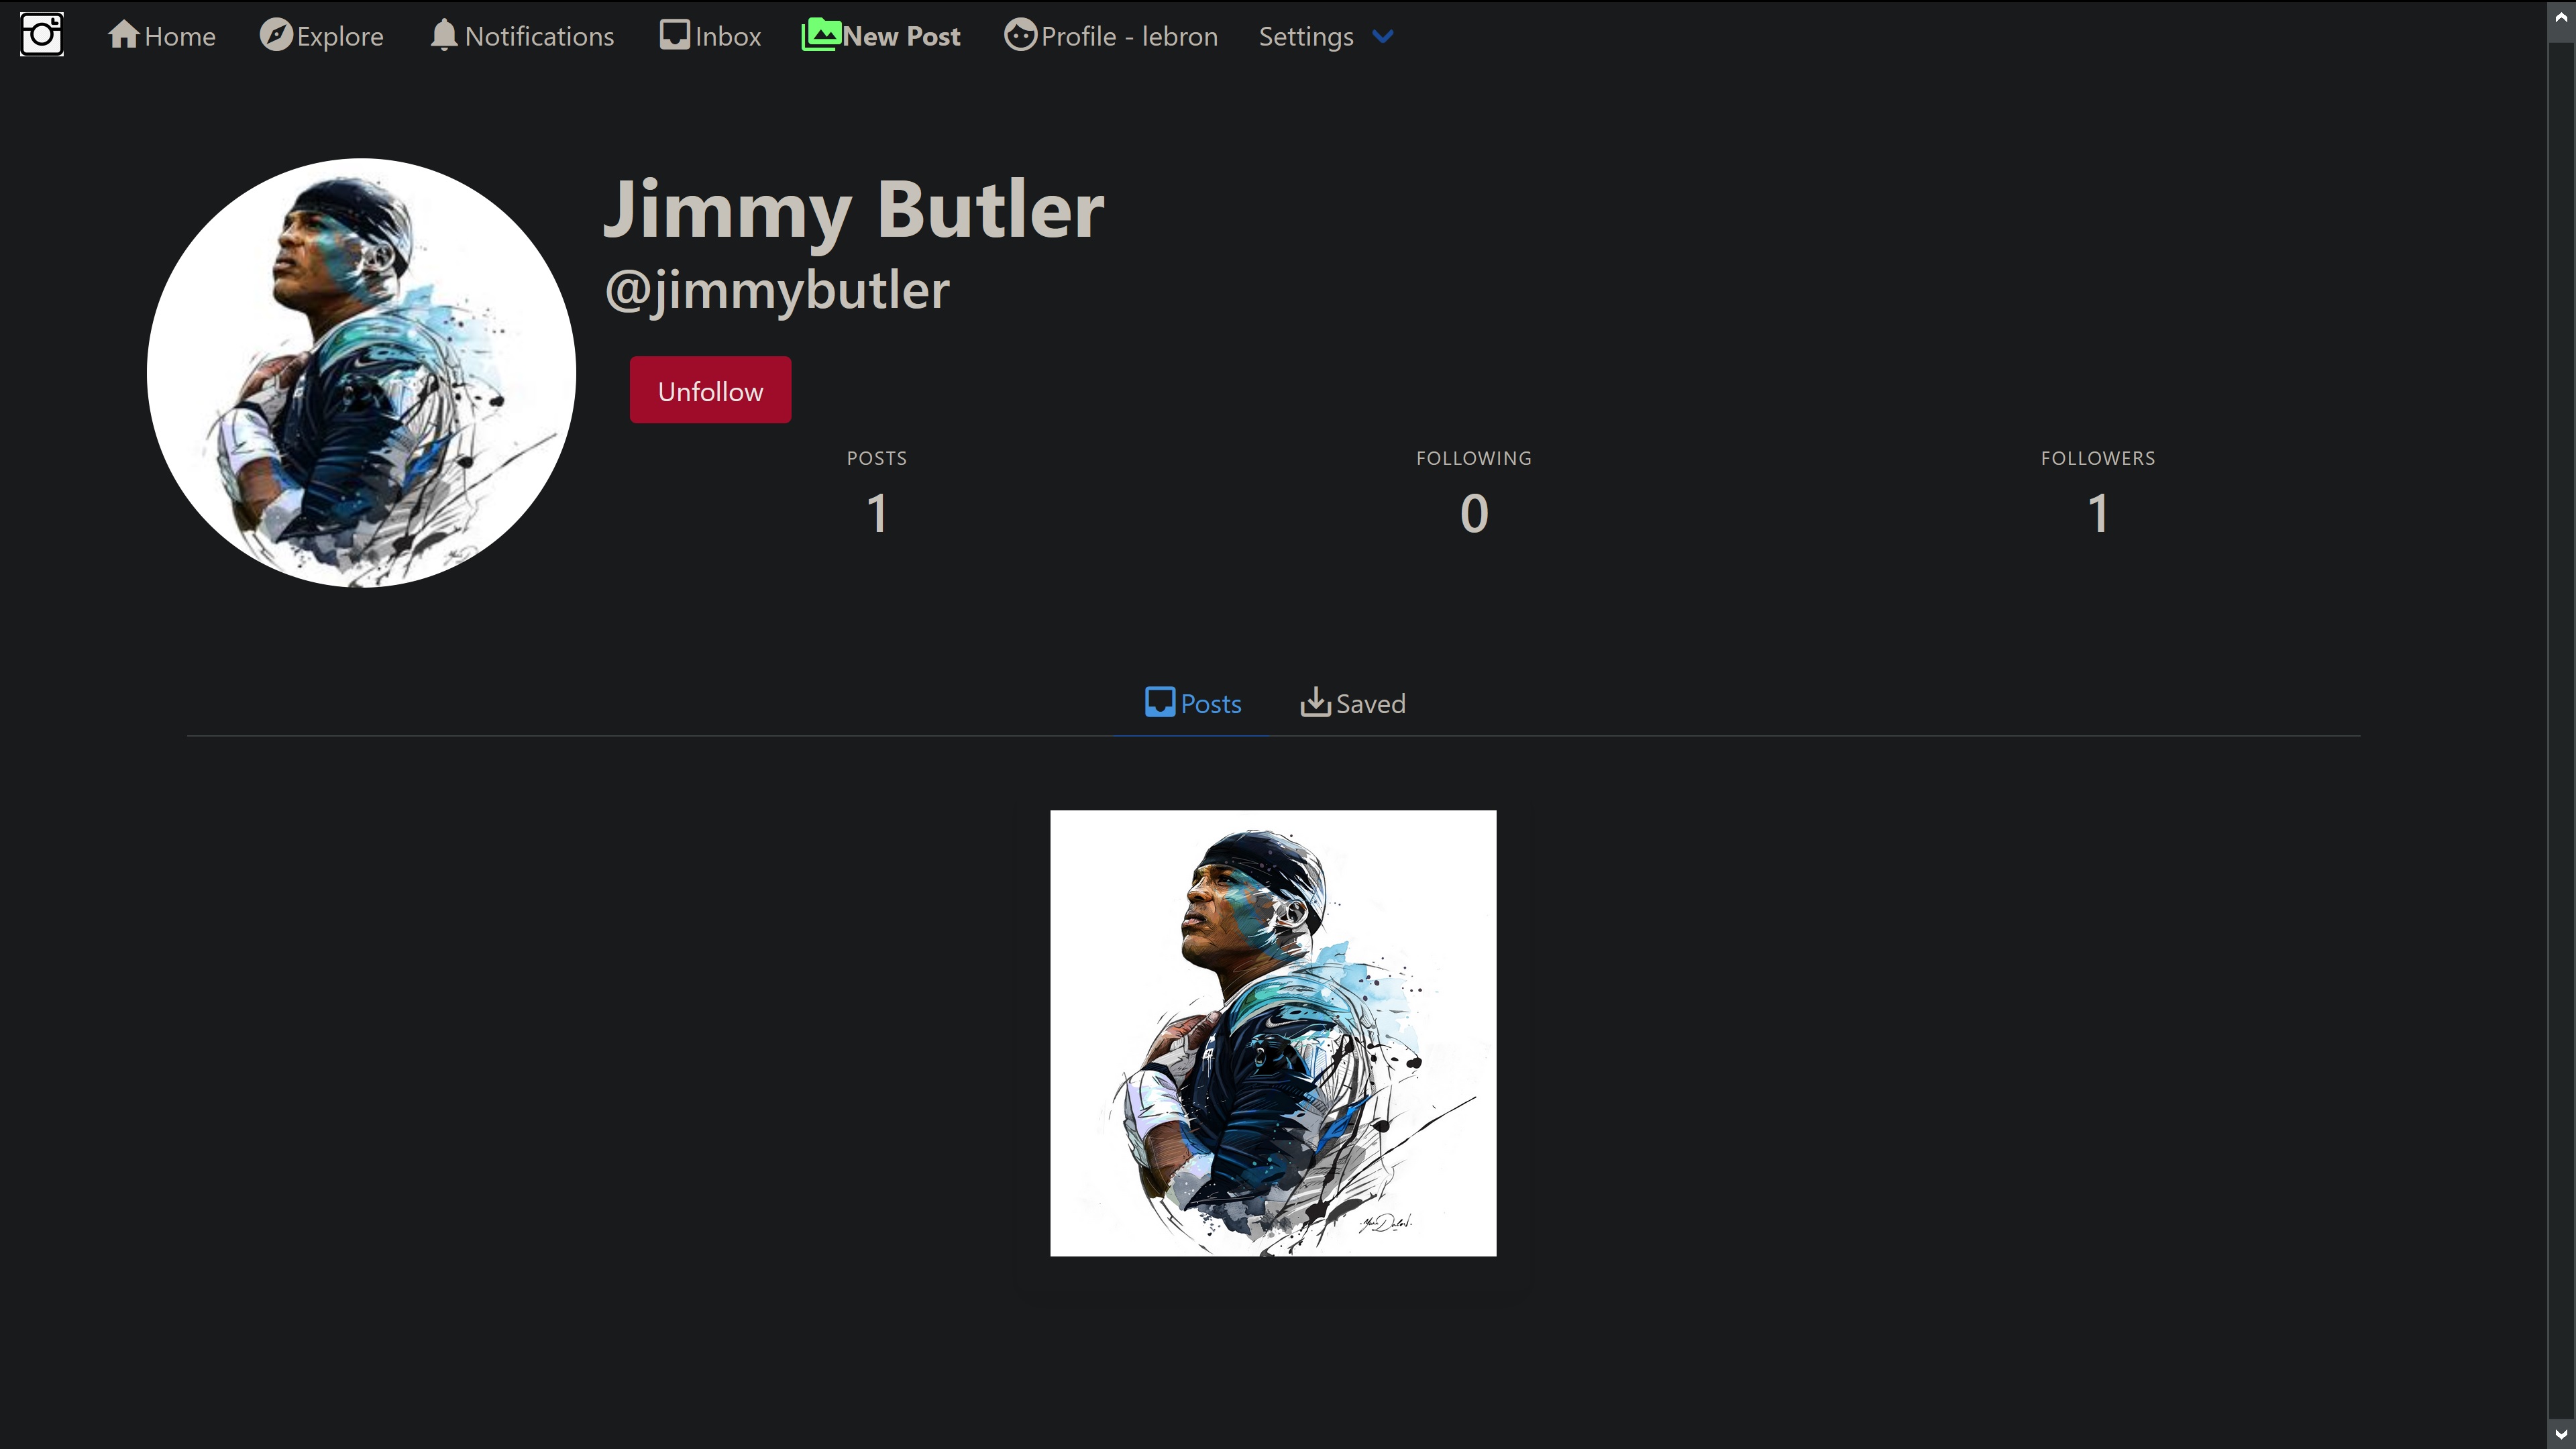 Home Explore Notifications Inbox New Post Profile - lebron Settings
Jimmy Butler
@jimmybutler
Unfollow
POSTS FOLLOWING FOLLOWERS
1 0 1
Posts Saved